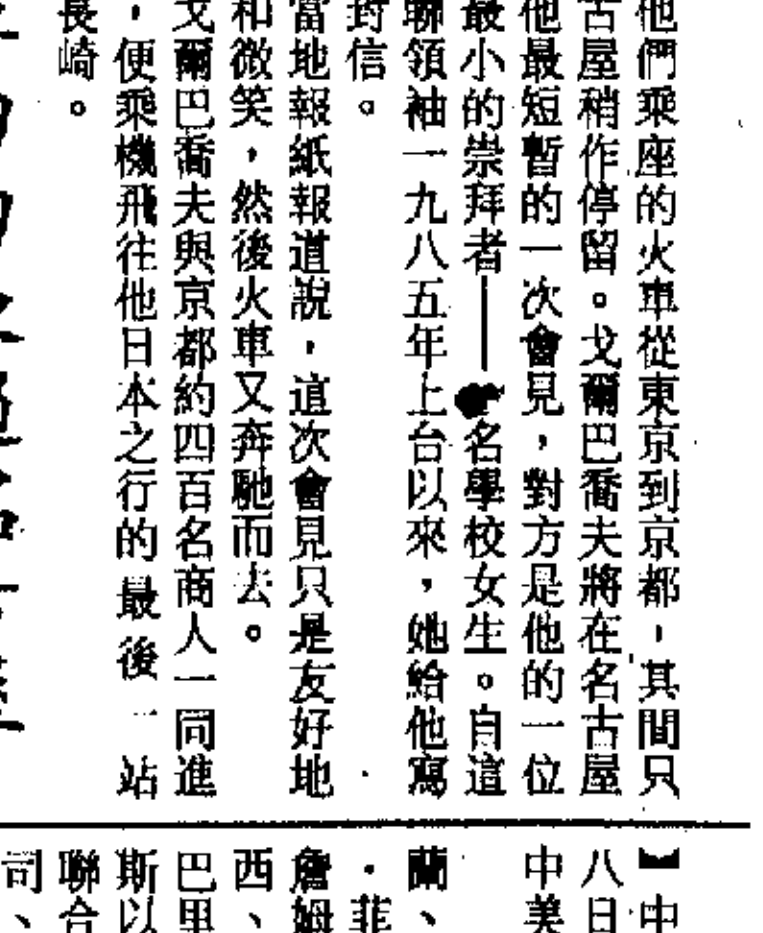 他們乘座的火車從東京到京都,其間只
古屋稍作停留。戈爾巴喬夫將在名古屋
他最短暫的一次會見,對方是他的一位
最小的崇拜者——名學校女生。自這
聯領袖一九八五年上台以來,她給他寫
封信。
當地報紙報道說,這次會見只是友好地
和微笑,然後火車又奔馳而去。
戈爾巴喬夫與京都約四百名商人一同進
,便乘機飛往他日本之行的最後一站
長崎。
】中
八日
中美
蘭、
・菲
詹姆
西、
巴里
斯以
聯合
司、